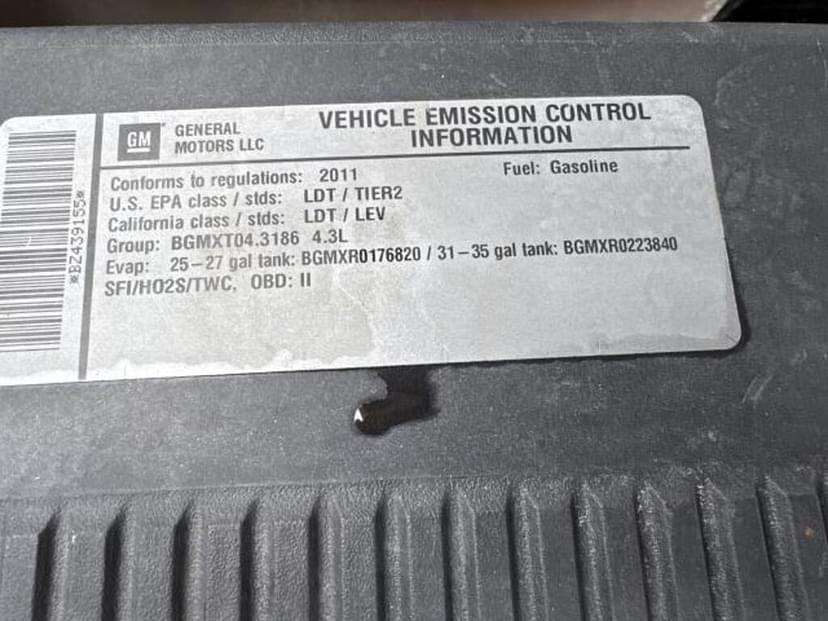 *BZ439155*
GM
GENERAL
MOTORS LLC
VEHICLE EMISSION CONTROL
INFORMATION
Conforms to regulations: 2011
Fuel: Gasoline
U.S. EPA class / stds: LDT / TIER2
California class / stds: LDT / LEV
Group: BGMXT04.3186 4.3L
Evap: 25-27 gal tank: BGMXR0176820 / 31-35 gal tank: BGMXR0223840
SFI/HO2S/TWC, OBD: II